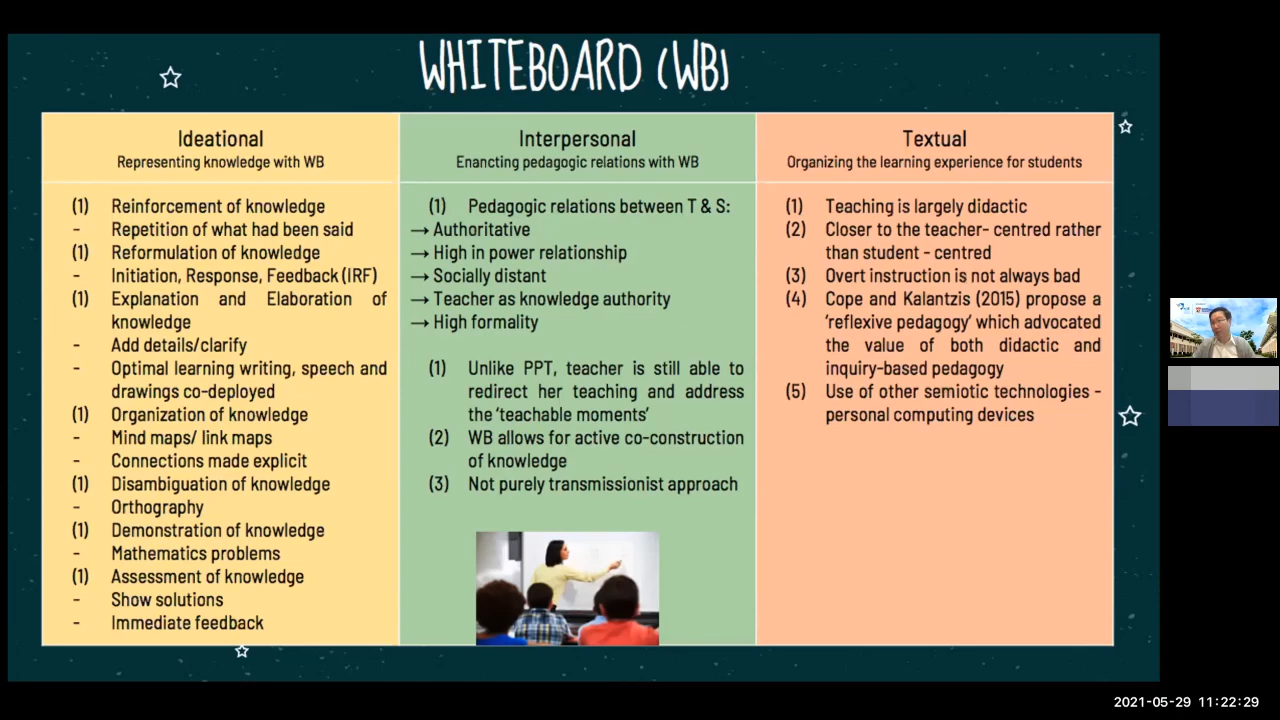 WHITEBOARD (WB)
Ideational
Representing knowledge with WB
(1) Reinforcement of knowledge
- Repetition of what had been said
(1) Reformulation of knowledge
- Initiation, Response, Feedback (IRF)
(1) Explanation and Elaboration of
knowledge
- Add details/clarify
- Optimal learning writing, speech and
drawings co-deployed
(1) Organization of knowledge
- Mind maps/ link maps
- Connections made explicit
(1) Disambiguation of knowledge
- Orthography
(1) Demonstration of knowledge
- Mathematics problems
(1) Assessment of knowledge
- Show solutions
- Immediate feedback
Interpersonal
Enancting pedagogic relations with WB
(1) Pedagogic relations between T & S:
→ Authoritative
→ High in power relationship
→ Socially distant
→ Teacher as knowledge authority
→ High formality
(1) Unlike PPT, teacher is still able to
redirect her teaching and address
the ‘teachable moments’
(2) WB allows for active co-construction
of knowledge
(3) Not purely transmissionist approach
Textual
Organizing the learning experience for students
(1) Teaching is largely didactic
(2) Closer to the teacher- centred rather
than student - centred
(3) Overt instruction is not always bad
(4) Cope and Kalantzis (2015) propose a
‘reflexive pedagogy’ which advocated
the value of both didactic and
inquiry-based pedagogy
(5) Use of other semiotic technologies -
personal computing devices
2021-05-29 11:22:29